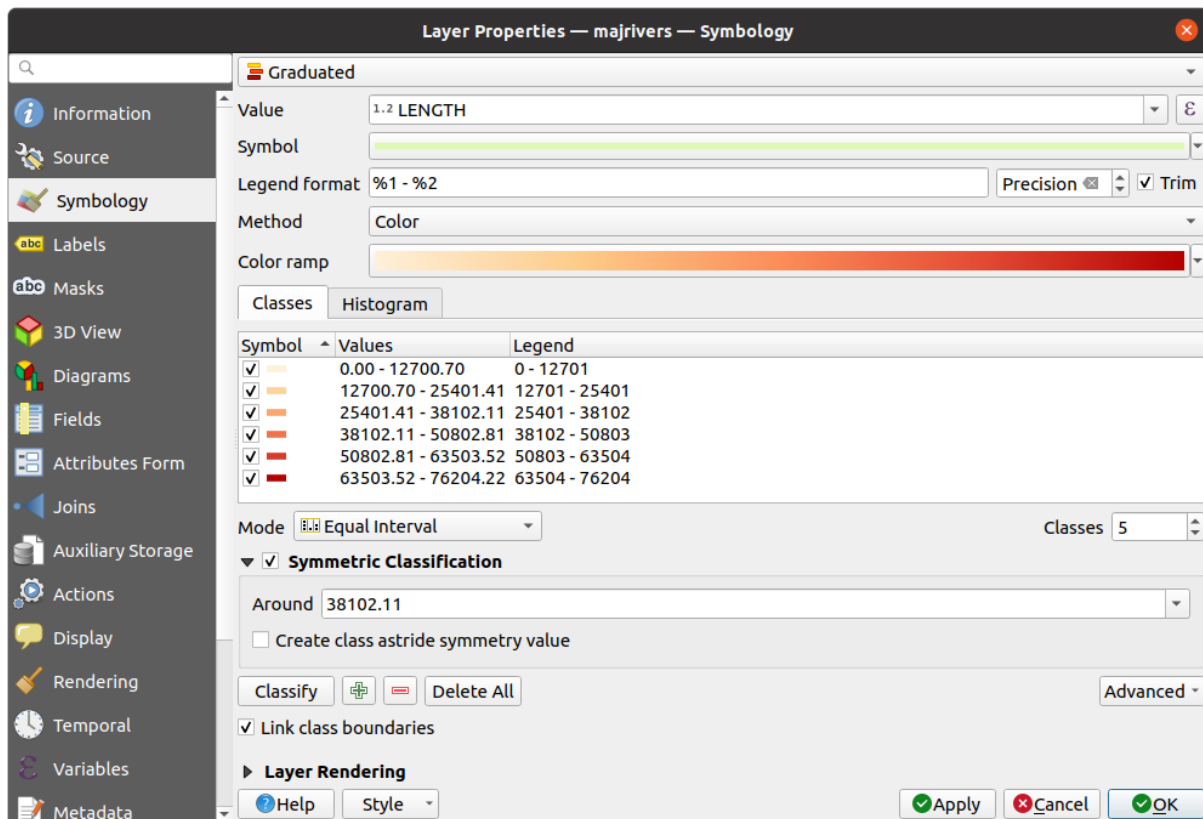 Layer Properties — majrivers — Symbology
Graduated
Information
Source
Symbology
abc Labels
abc Masks
3D View
Diagrams
Fields
Attributes Form
Joins
Auxiliary Storage
Actions
Display
Rendering
Temporal
ε Variables
Metadata
Value 1.2 LENGTH ε
Symbol
Legend format %1 - %2 Precision Trim
Method Color
Color ramp
Classes Histogram
Symbol Values Legend
0.00 - 12700.70 0 - 12701
12700.70 - 25401.41 12701 - 25401
25401.41 - 38102.11 25401 - 38102
38102.11 - 50802.81 38102 - 50803
50802.81 - 63503.52 50803 - 63504
63503.52 - 76204.22 63504 - 76204
Mode Equal Interval Classes 5
Symmetric Classification
Around 38102.11
Create class astride symmetry value
Classify Delete All Advanced
Link class boundaries
Layer Rendering
Help Style Apply Cancel OK